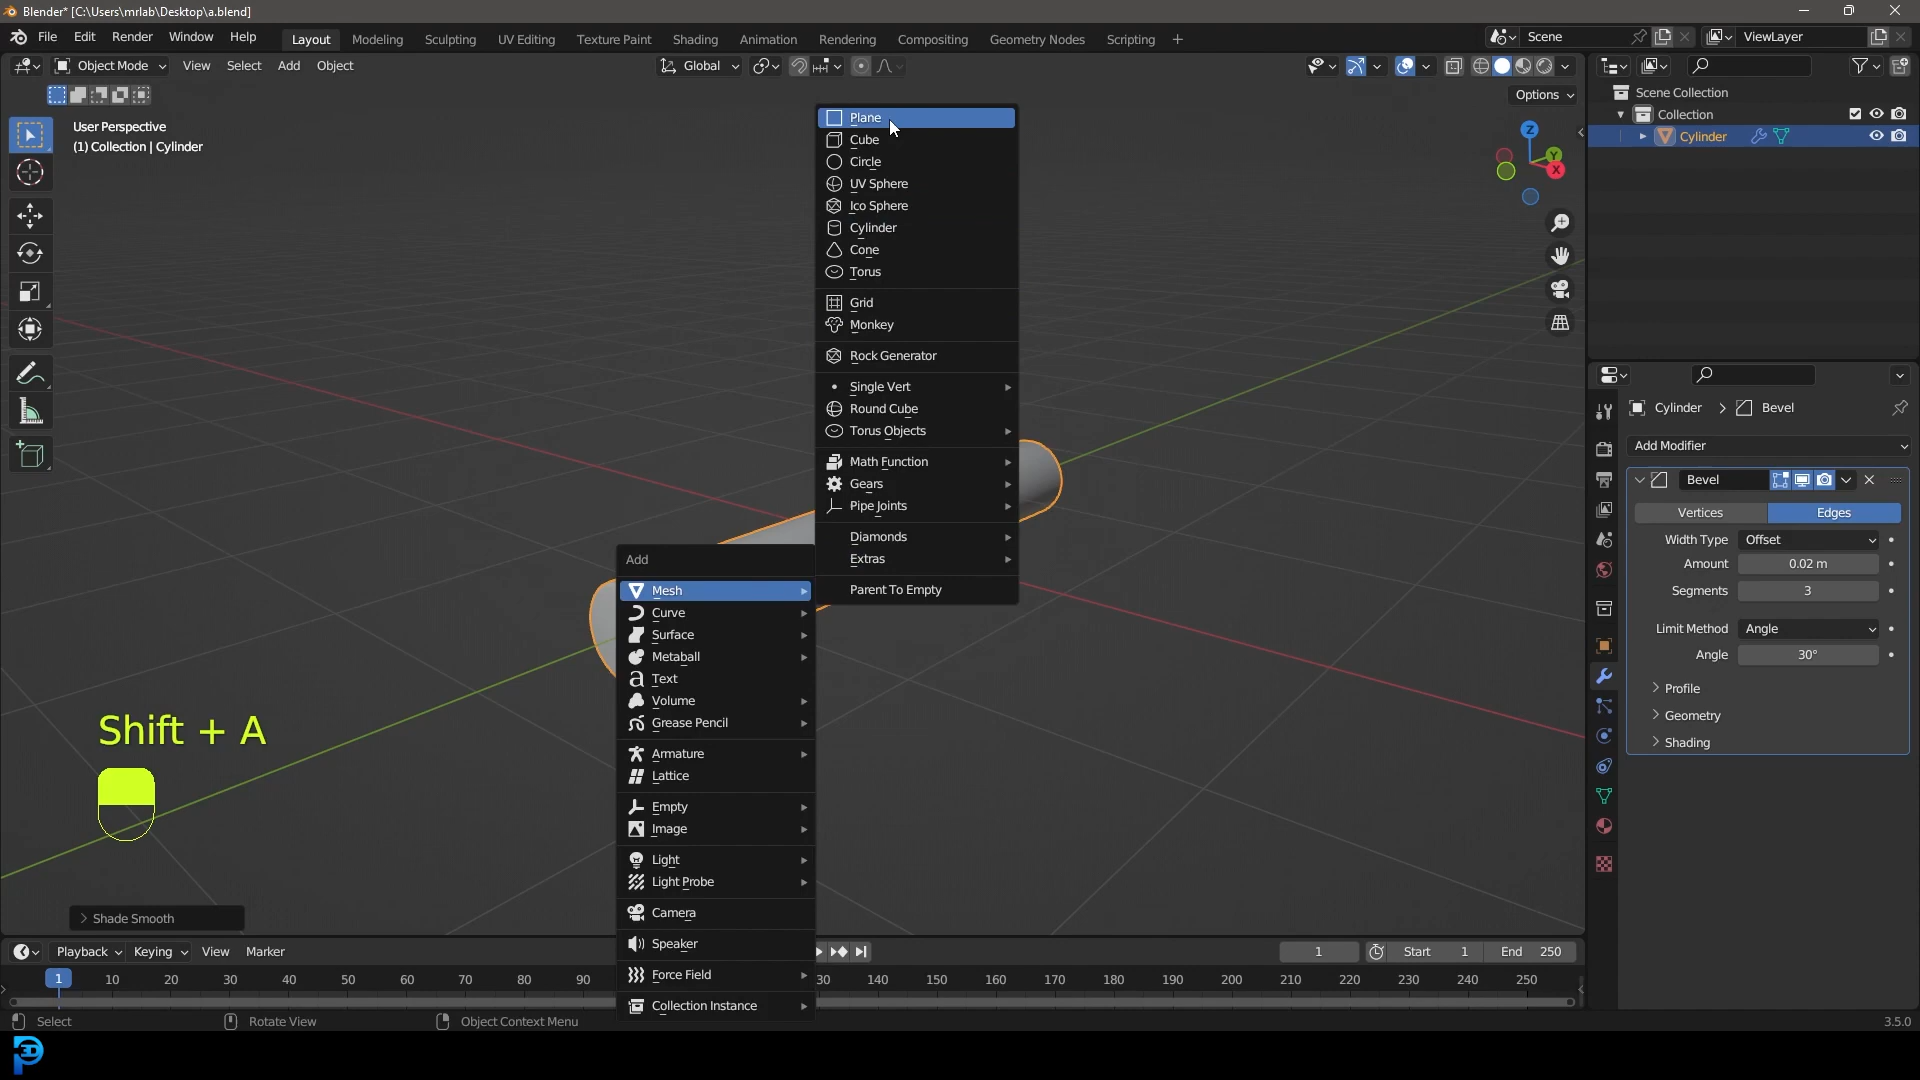 Blender* [C:\Users\mrlab\Desktop\a.blend]
File Edit Render Window Help Layout Modeling Sculpting UV Editing Texture Paint Shading Animation Rendering Compositing Geometry Nodes Scripting + Scene ViewLayer
Object Mode View Select Add Object Global
Options
User Perspective
(1) Collection | Cylinder
Plane
Cube
Circle
UV Sphere
Ico Sphere
Cylinder
Cone
Torus
Grid
Monkey
Rock Generator
Single Vert
Round Cube
Torus Objects
Math Function
Gears
Pipe Joints
Diamonds
Extras
Parent To Empty
Add
Mesh
Curve
Surface
Metaball
Text
Volume
Grease Pencil
Armature
Lattice
Empty
Image
Light
Light Probe
Camera
Speaker
Force Field
Collection Instance
Z
Y
X
Scene Collection
Collection
Cylinder
Cylinder > Bevel
Add Modifier
Bevel
Vertices Edges
Width Type Offset
Amount 0.02 m
Segments 3
Limit Method Angle
Angle 30°
Profile
Geometry
Shading
Shift + A
Shade Smooth
Playback Keying View Marker 1 Start 1 End 250
1 10 20 30 40 50 60 70 80 90 30 140 150 160 170 180 190 200 210 220 230 240 250
Select Rotate View Object Context Menu 3.5.0